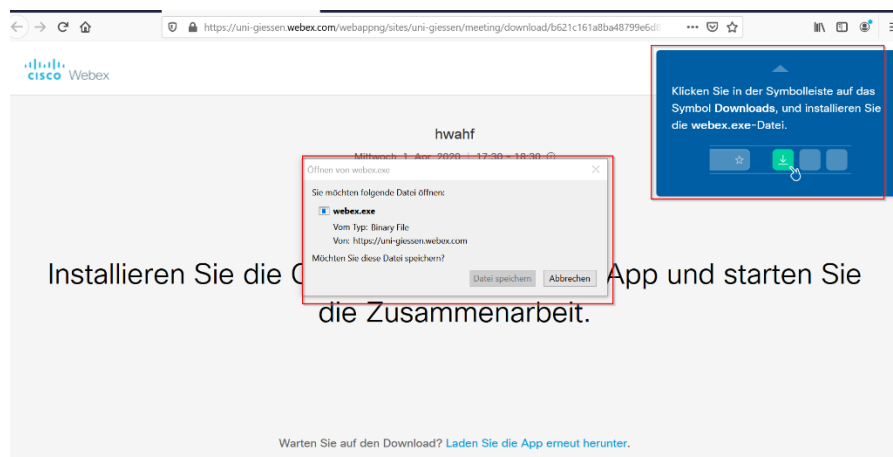 https://uni-giessen.webex.com/webappng/sites/uni-giessen/meeting/download/b621c161a8ba48799e6d8
cisco Webex
Klicken Sie in der Symbolleiste auf das
Symbol Downloads, und installieren Sie
die webex.exe-Datei.
hwahf
Mittwoch, 1. Apr. 2020 | 17:30 - 18:30
Öffnen von webex.exe
Sie möchten folgende Datei öffnen:
webex.exe
Vom Typ: Binary File
Von: https://uni-giessen.webex.com
Möchten Sie diese Datei speichern?
Datei speichern Abbrechen
Installieren Sie die App und starten Sie
die Zusammenarbeit.
Warten Sie auf den Download? Laden Sie die App erneut herunter.